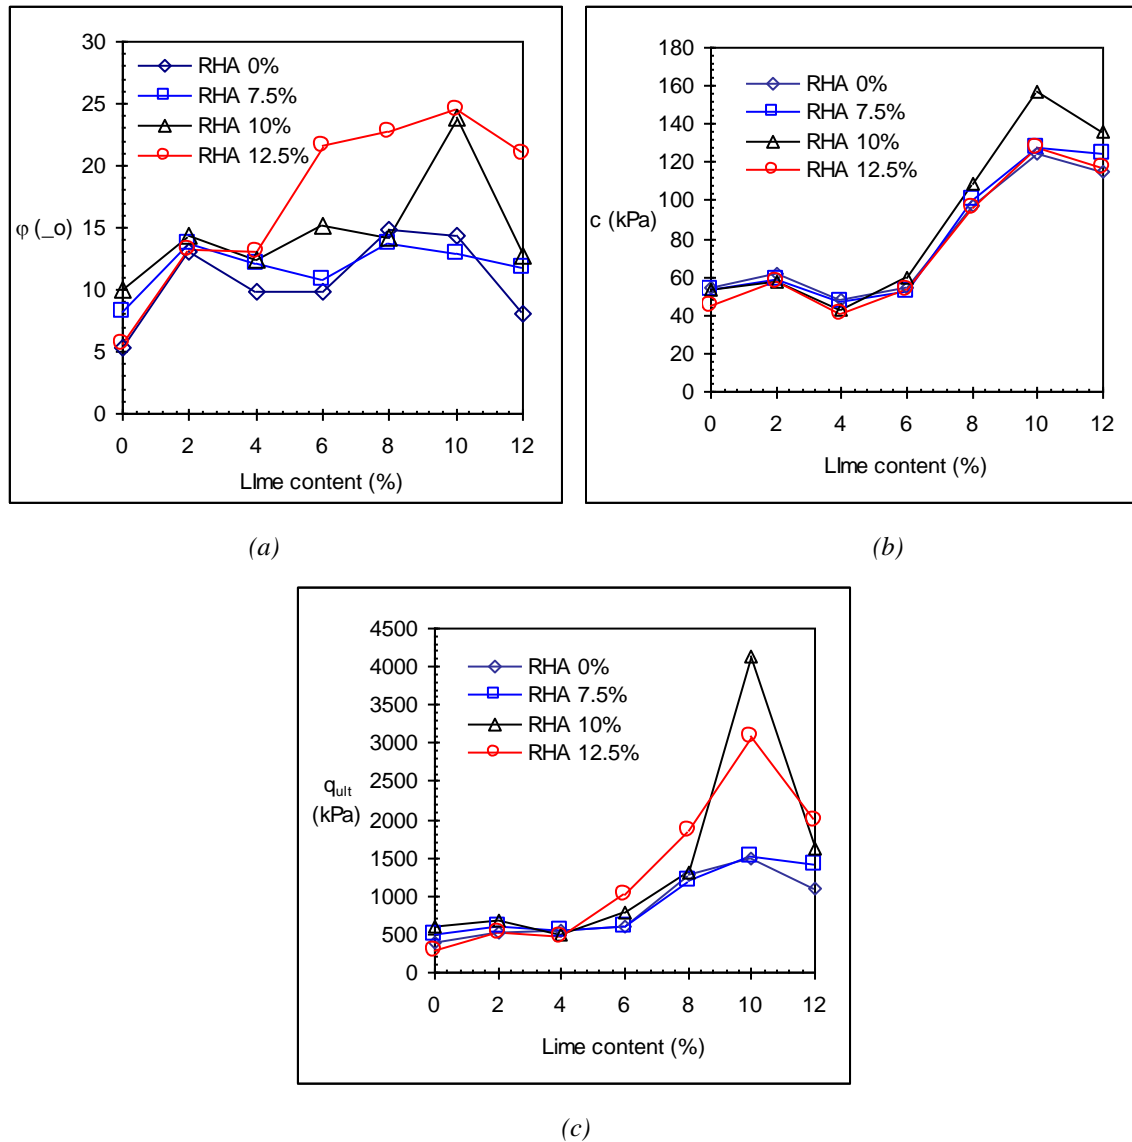 30
25
20
15
10
5
0
φ (_o)
RHA 0%
RHA 7.5%
RHA 10%
RHA 12.5%
0 2 4 6 8 10 12
LIme content (%)
(a)
180
160
140
120
100
80
60
40
20
0
c (kPa)
RHA 0%
RHA 7.5%
RHA 10%
RHA 12.5%
0 2 4 6 8 10 12
LIme content (%)
(b)
4500
4000
3500
3000
2500
2000
1500
1000
500
0
qult
(kPa)
RHA 0%
RHA 7.5%
RHA 10%
RHA 12.5%
0 2 4 6 8 10 12
Lime content (%)
(c)